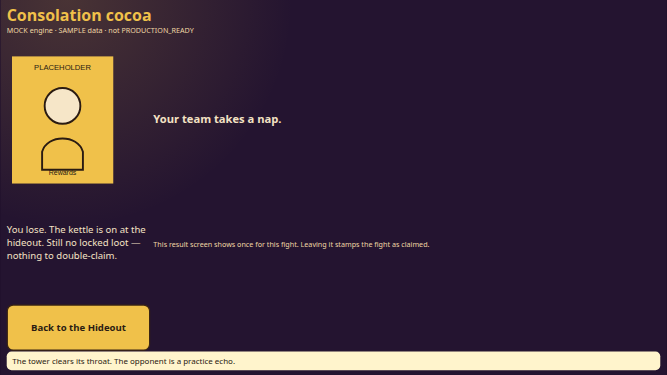 Consolation cocoa
MOCK engine · SAMPLE data · not PRODUCTION_READY
PLACEHOLDER
Rewards
Your team takes a nap.
You lose. The kettle is on at the
hideout. Still no locked loot —
nothing to double-claim.
This result screen shows once for this fight. Leaving it stamps the fight as claimed.
Back to the Hideout
The tower clears its throat. The opponent is a practice echo.